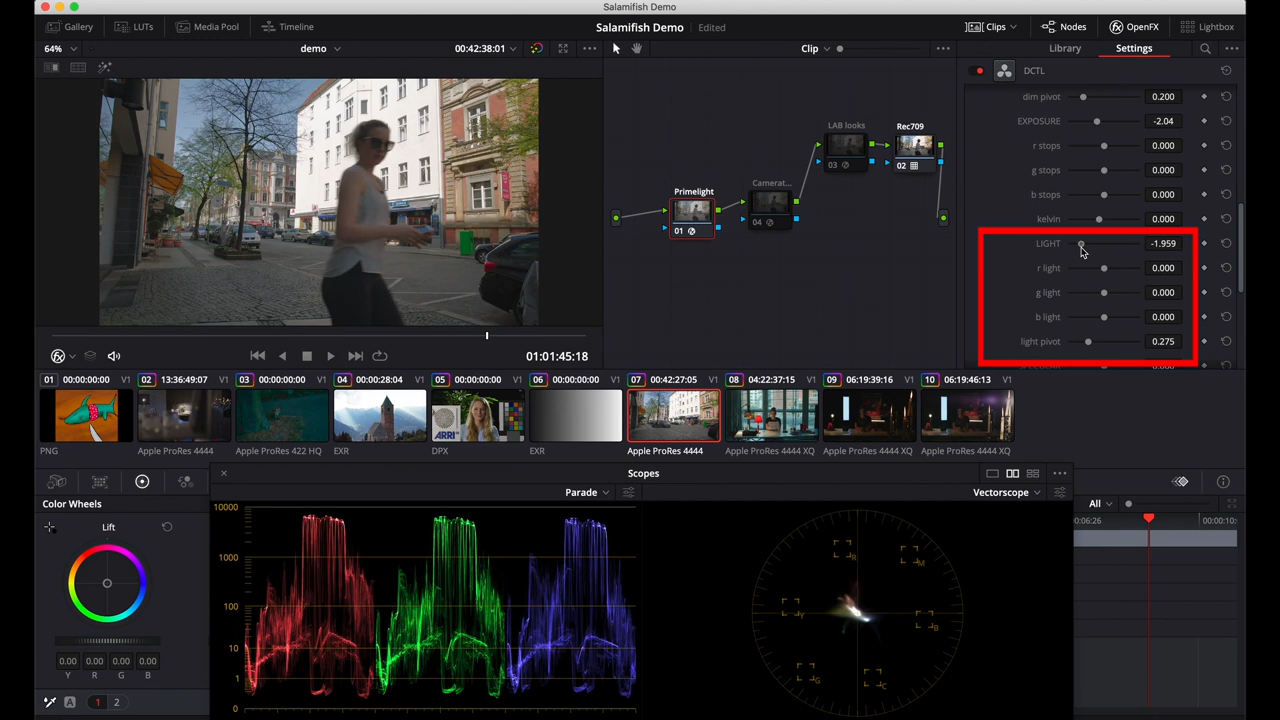 Salamifish Demo
Gallery LUTs Media Pool Timeline Salamifish Demo Edited Clips Nodes OpenFX Lightbox
64% demo 00:42:38:01 Clip Library Settings
DCTL
dim pivot 0.200
EXPOSURE -2.04
r stops 0.000
g stops 0.000
b stops 0.000
kelvin 0.000
LIGHT -1.959
r light 0.000
g light 0.000
b light 0.000
light pivot 0.275
LAB looks
03
Rec709
02
Camerat...
04
Primelight
01
01:01:45:18
01 00:00:00:00 V1 02 13:36:49:07 V1 03 00:00:00:00 V1 04 00:00:28:04 V1 05 00:00:00:00 V1 06 00:00:00:00 V1 07 00:42:27:05 V1 08 04:22:37:15 V1 09 06:19:39:16 V1 10 06:19:46:13 V1
ARRI
PNG Apple ProRes 4444 Apple ProRes 422 HQ EXR DPX EXR Apple ProRes 4444 Apple ProRes 4444 XQ Apple ProRes 4444 XQ Apple ProRes 4444 XQ
Scopes
Parade Vectorscope
Color Wheels
Lift
0.00 0.00 0.00 0.00
Y R G B
A 1 2
10000
1000
100
10
1
0
R
M
Y
B
G
C
All
0:06:26 00:00:10: